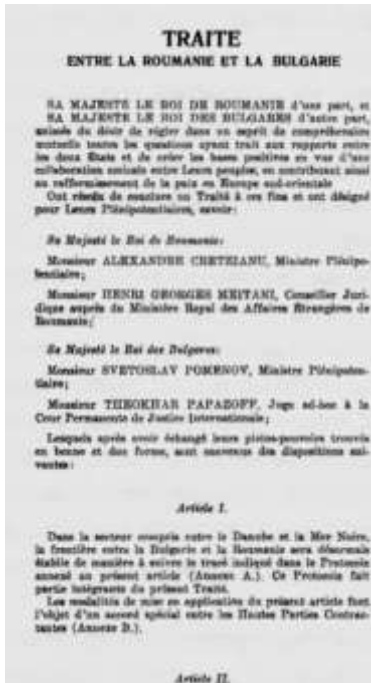 TRAITE
ENTRE LA ROUMANIE ET LA BULGARIE
SA MAJESTÉ LE ROI DE ROUMANIE d'une part, et
SA MAJESTÉ LE ROI DES BULGARES d'autre part,
animés du désir de régler dans un esprit de compréhension
mutuelle toutes les questions ayant trait aux rapports entre
les deux États et de créer les bases positives en vue d'une
collaboration amicale entre Leurs peuples, en contribuant ainsi
au raffermissement de la paix en Europe sud-orientale
Ont résolu de conclure un Traité à ces fins et ont désigné
pour Leurs Plénipotentiaires, savoir:
Sa Majesté le Roi de Roumanie:
Monsieur ALEXANDRE CRETZIANU, Ministre Plénipo-
tentiaire;
Monsieur HENRI GEORGES MEITANI, Conseiller Juri-
dique auprès du Ministère Royal des Affaires Étrangères de
Roumanie;
Sa Majesté le Roi des Bulgares:
Monsieur SVETOSLAV POMENOV, Ministre Plénipoten-
tiaire;
Monsieur THEOKHAR PAPAZOFF, Juge ad-hoc à la
Cour Permanente de Justice Internationale;
Lesquels après avoir échangé leurs pleins-pouvoirs trouvés
en bonne et due forme, sont convenus des dispositions sui-
vantes:
Article I.
Dans le secteur compris entre le Danube et la Mer Noire,
la frontière entre la Bulgarie et la Roumanie sera désormais
établie de manière à suivre le tracé indiqué dans le Protocole
annexé au présent article (Annexe A.). Ce Protocole fait
partie intégrante du présent Traité.
Les modalités de mise en application du présent article font
l'objet d'un accord spécial entre les Hautes Parties Contrac-
tantes (Annexe B.).
Article II.